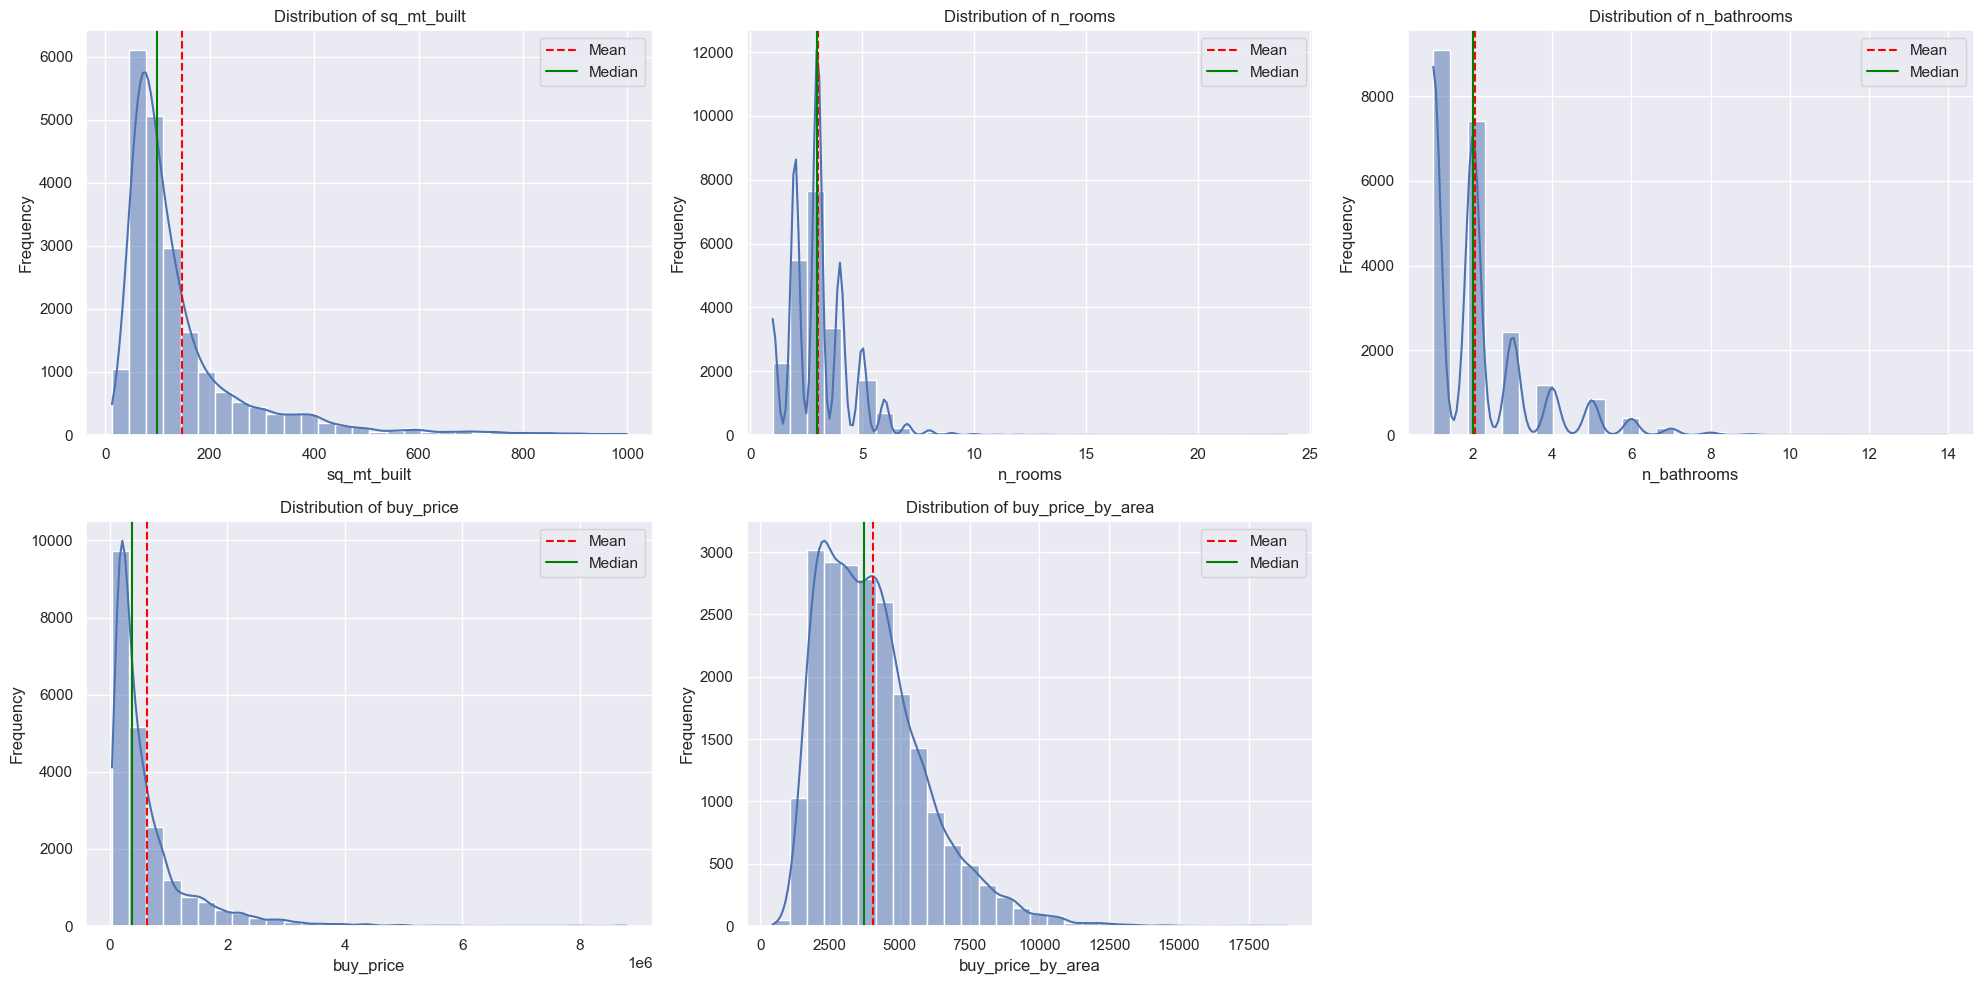 Distribution of sq_mt_built
Frequency
6000
5000
4000
3000
2000
1000
0
Mean
Median
0 200 400 600 800 1000
sq_mt_built
Distribution of n_rooms
Frequency
12000
10000
8000
6000
4000
2000
0
Mean
Median
0 5 10 15 20 25
n_rooms
Distribution of n_bathrooms
Frequency
8000
6000
4000
2000
0
Mean
Median
2 4 6 8 10 12 14
n_bathrooms
Distribution of buy_price
Frequency
10000
8000
6000
4000
2000
0
Mean
Median
0 2 4 6 8
1e6
buy_price
Distribution of buy_price_by_area
Frequency
3000
2500
2000
1500
1000
500
0
Mean
Median
0 2500 5000 7500 10000 12500 15000 17500
buy_price_by_area